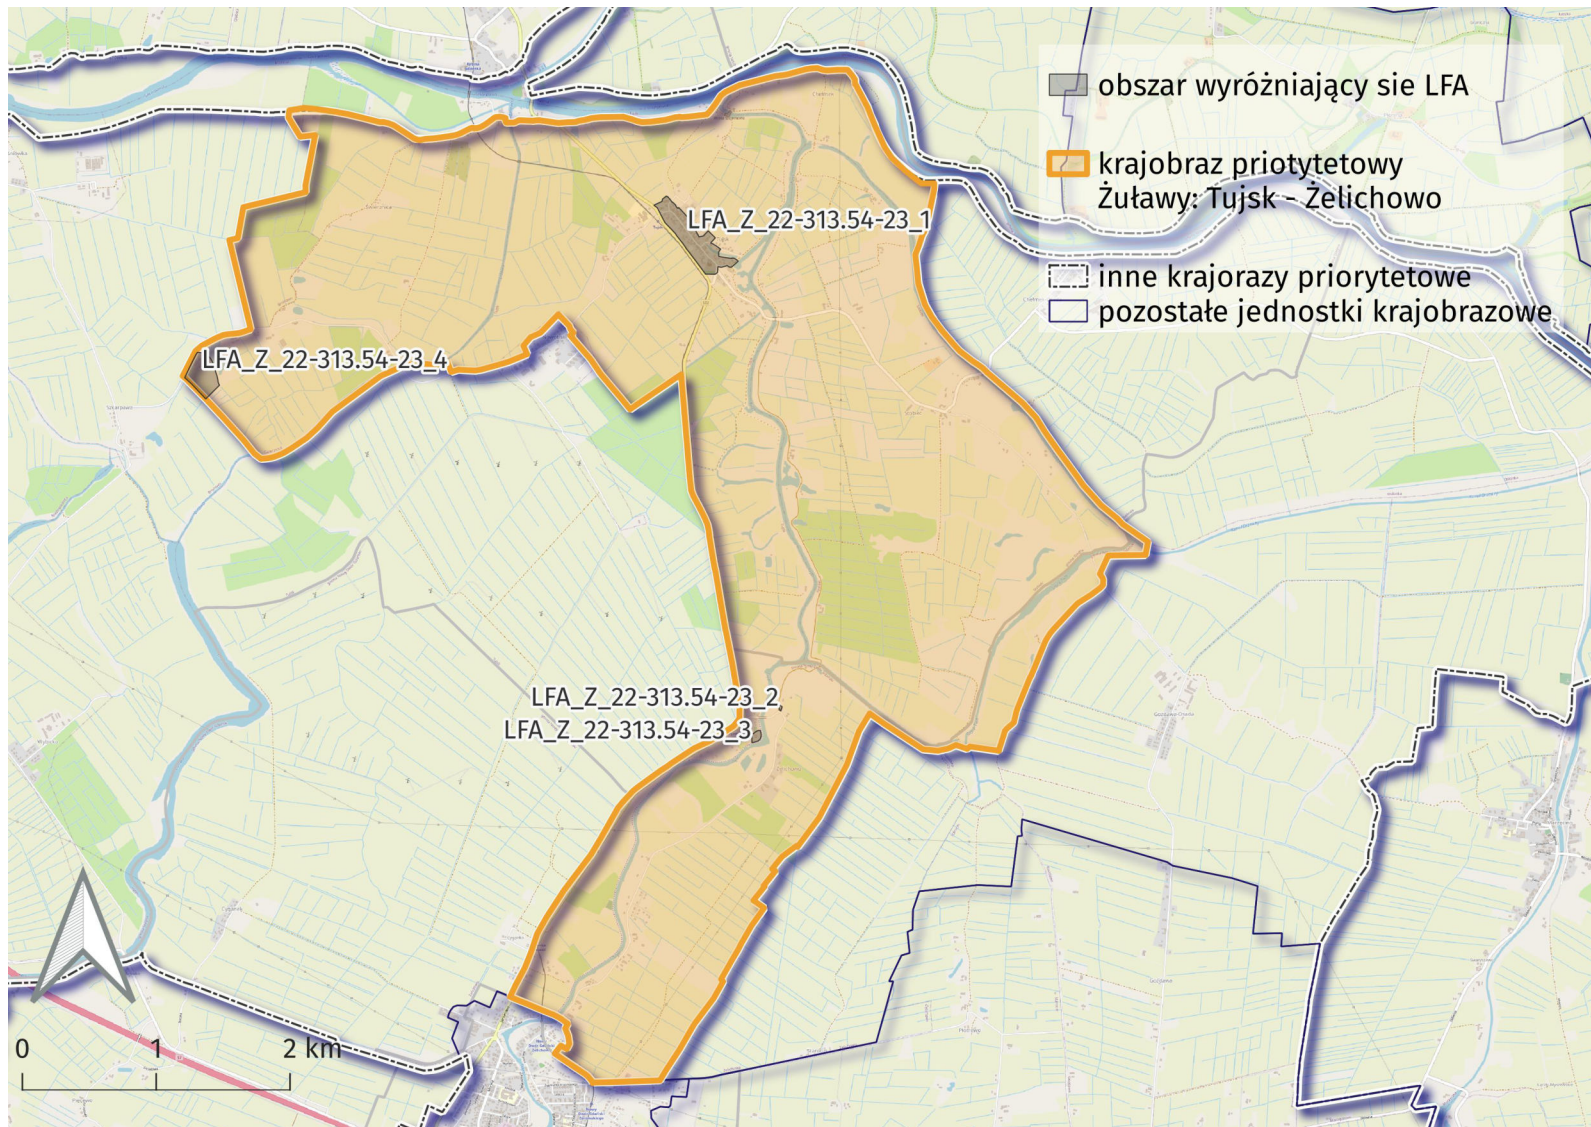 obszar wyróżniający sie LFA
krajobraz priotytetowy
Żuławy: Tujsk - Żelichowo
inne krajorazy priorytetowe
pozostałe jednostki krajobrazowe
LFA_Z_22-313.54-23_1
LFA_Z_22-313.54-23_4
LFA_Z_22-313.54-23_2
LFA_Z_22-313.54-23_3
0 1 2 km